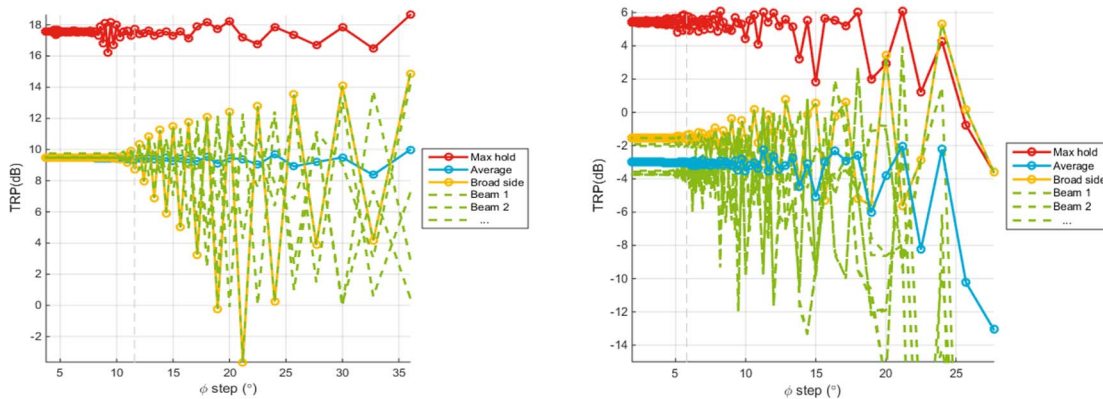 18
16
14
12
10
8
6
4
2
0
-2
TRP(dB)
5
10
15
20
25
30
35
ϕ step (°)
Max hold
Average
Broad side
Beam 1
Beam 2
...
6
4
2
0
-2
-4
-6
-8
-10
-12
-14
TRP(dB)
5
10
15
20
25
ϕ step (°)
Max hold
Average
Broad side
Beam 1
Beam 2
...